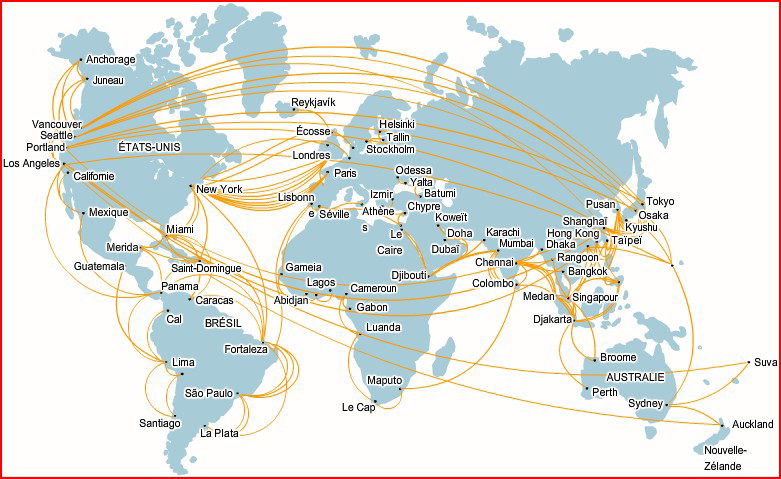 Anchorage
Juneau
Vancouver
Seattle
Portland
Los Angeles
Californie
ÉTATS-UNIS
New York
Mexique
Miami
Merida
Saint-Domingue
Guatemala
Panama
Caracas
Cal
BRÉSIL
Fortaleza
Lima
São Paulo
Santiago
La Plata
Reykjavík
Écosse
Helsinki
Tallin
Stockholm
Londres
Paris
Odessa
Yalta
Batumi
Izmir
Lisbonn
e
Séville
Athène
s
Chypre
Le
Caire
Koweït
Doha
Dubaï
Karachi
Mumbai
Chennai
Colombo
Dhaka
Rangoon
Bangkok
Hong Kong
Shanghaï
Pusan
Tokyo
Osaka
Kyushu
Taïpeï
Gameia
Lagos
Abidjan
Cameroun
Gabon
Luanda
Djibouti
Maputo
Le Cap
Medan
Singapour
Djakarta
Broome
AUSTRALIE
Perth
Sydney
Suva
Auckland
Nouvelle-
Zélande